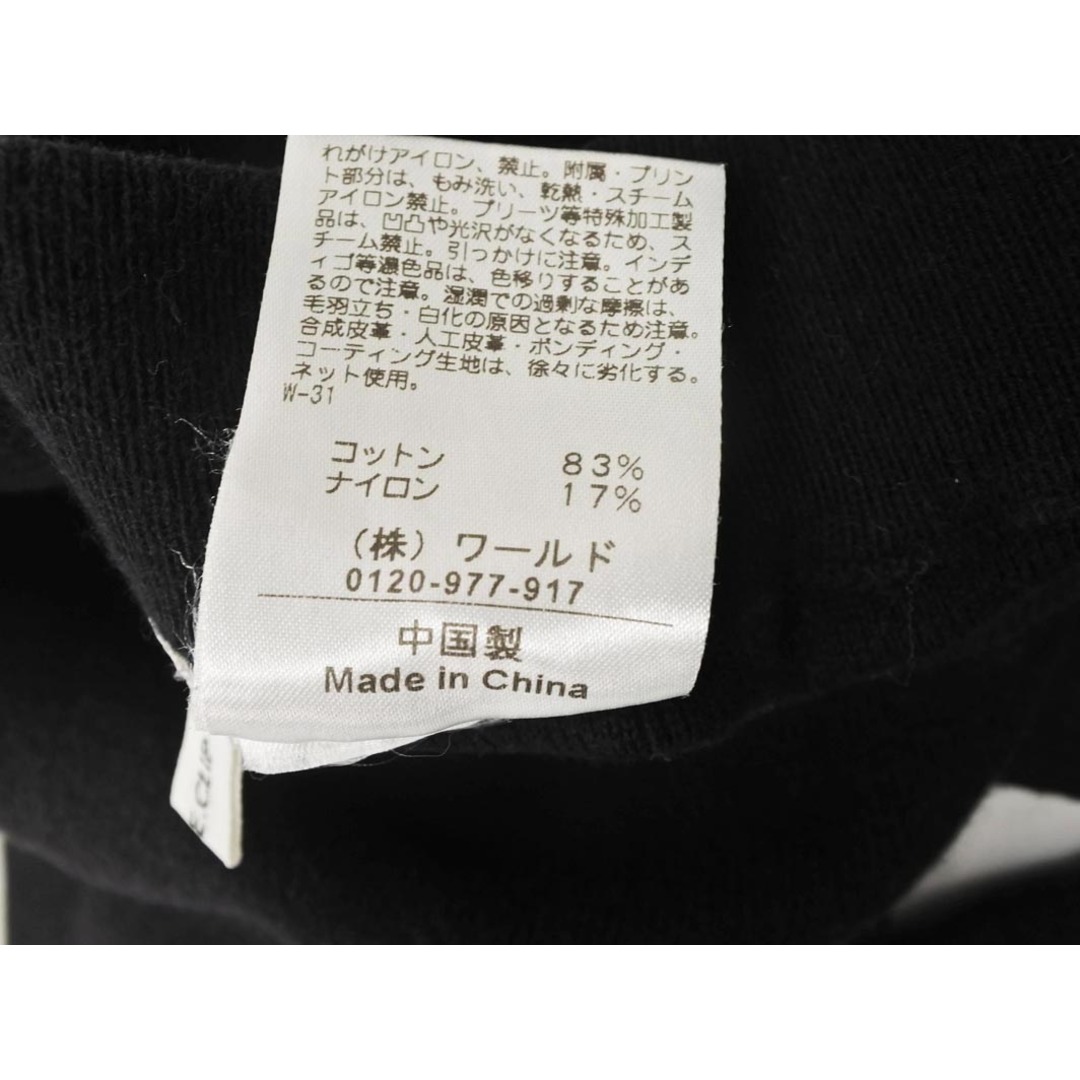 れがけアイロン、禁止。附属・プリン
ト部分は、もみ洗い、乾熱・スチーム
アイロン禁止。プリーツ等特殊加工製
品は、凹凸や光沢がなくなるため、ス
チーム禁止。引っかけに注意。インデ
ィゴ等濃色品は、色移りすることがあ
るので注意。湿潤での過剰な摩擦は、
毛羽立ち・白化の原因となるため注意。
合成皮革・人工皮革・ボンディング・
コーティング生地は、徐々に劣化する。
ネット使用。
W-31
コットン 83%
ナイロン 17%
(株) ワールド
0120-977-917
中国製
Made in China